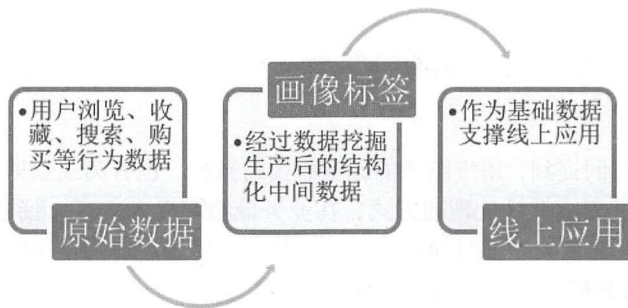 •用户浏览、收
藏、搜索、购
买等行为数据
原始数据
画像标签
•经过数据挖掘
生产后的结构
化中间数据
•作为基础数据
支撑线上应用
线上应用